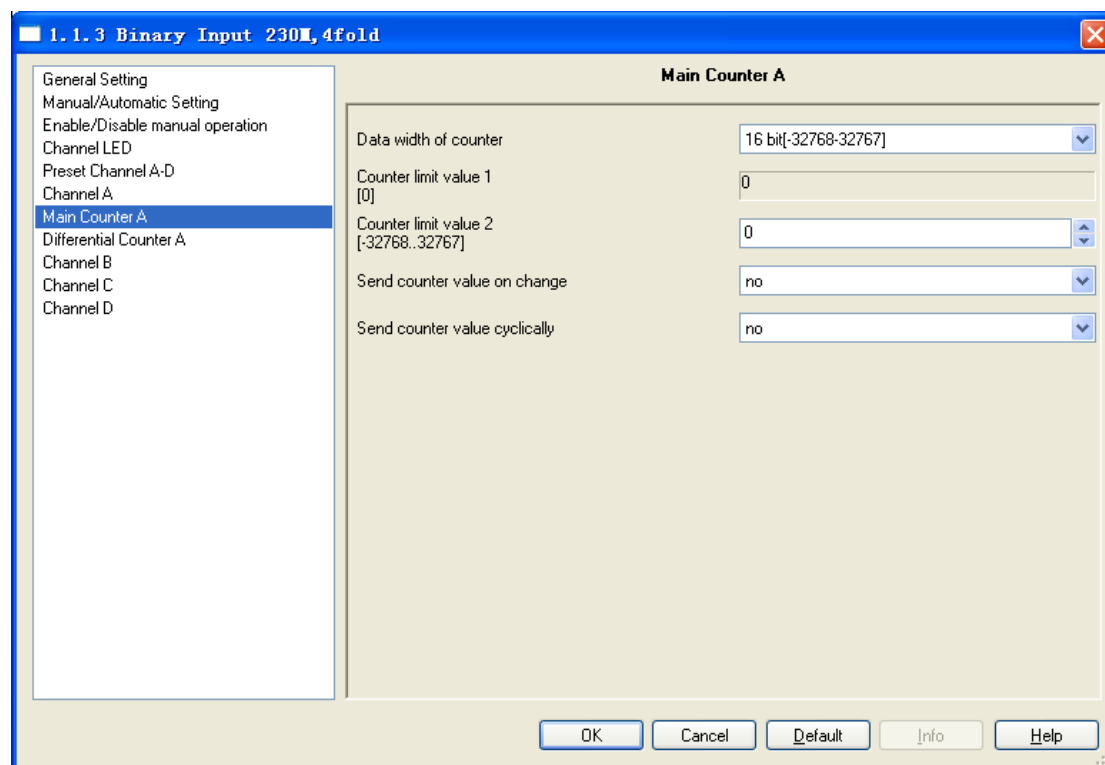 1.1.3 Binary Input 230M,4fold
General Setting
Manual/Automatic Setting
Enable/Disable manual operation
Channel LED
Preset Channel A-D
Channel A
Main Counter A
Differential Counter A
Channel B
Channel C
Channel D
Main Counter A
Data width of counter
16 bit[-32768-32767]
Counter limit value 1
[0]
0
Counter limit value 2
[-32768..32767]
0
Send counter value on change
no
Send counter value cyclically
no
OK
Cancel
Default
Info
Help